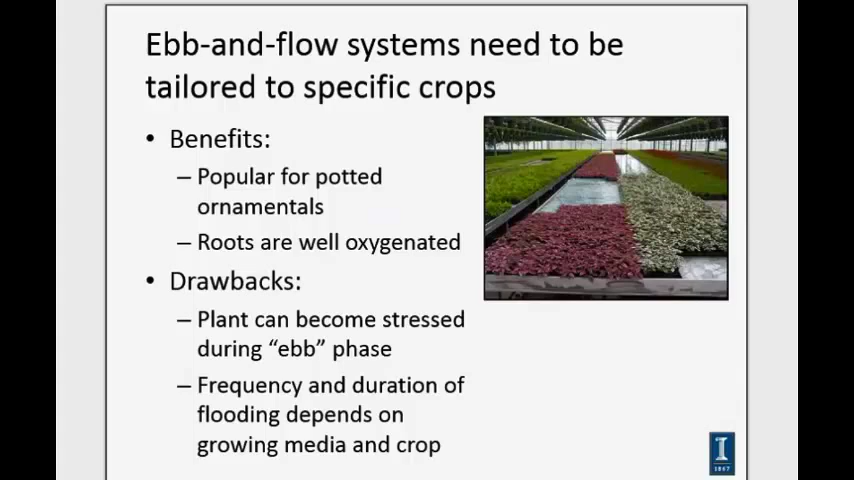 Ebb-and-flow systems need to be
tailored to specific crops
• Benefits:
– Popular for potted
ornamentals
– Roots are well oxygenated
• Drawbacks:
– Plant can become stressed
during “ebb” phase
– Frequency and duration of
flooding depends on
growing media and crop
I
1867